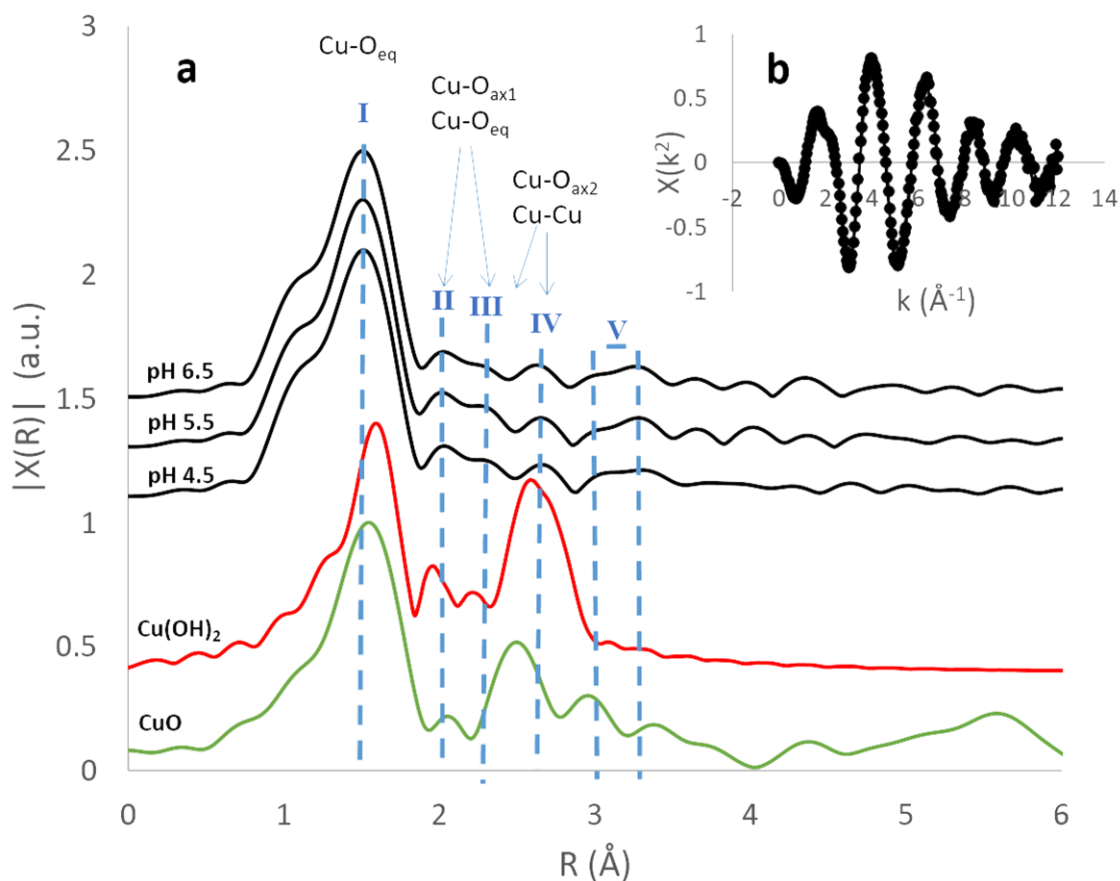 a
Cu-Oeq
I
Cu-Oax1
Cu-Oeq
Cu-Oax2
Cu-Cu
II
III
IV
V
pH 6.5
pH 5.5
pH 4.5
Cu(OH)2
CuO
3
2.5
2
1.5
1
0.5
0
|X(R)| (a.u.)
0 1 2 3 4 5 6
R (Å)
b
1
0.5
0
-0.5
-1
X(k²)
-2 0 2 4 6 8 10 12 14
k (Å⁻¹)